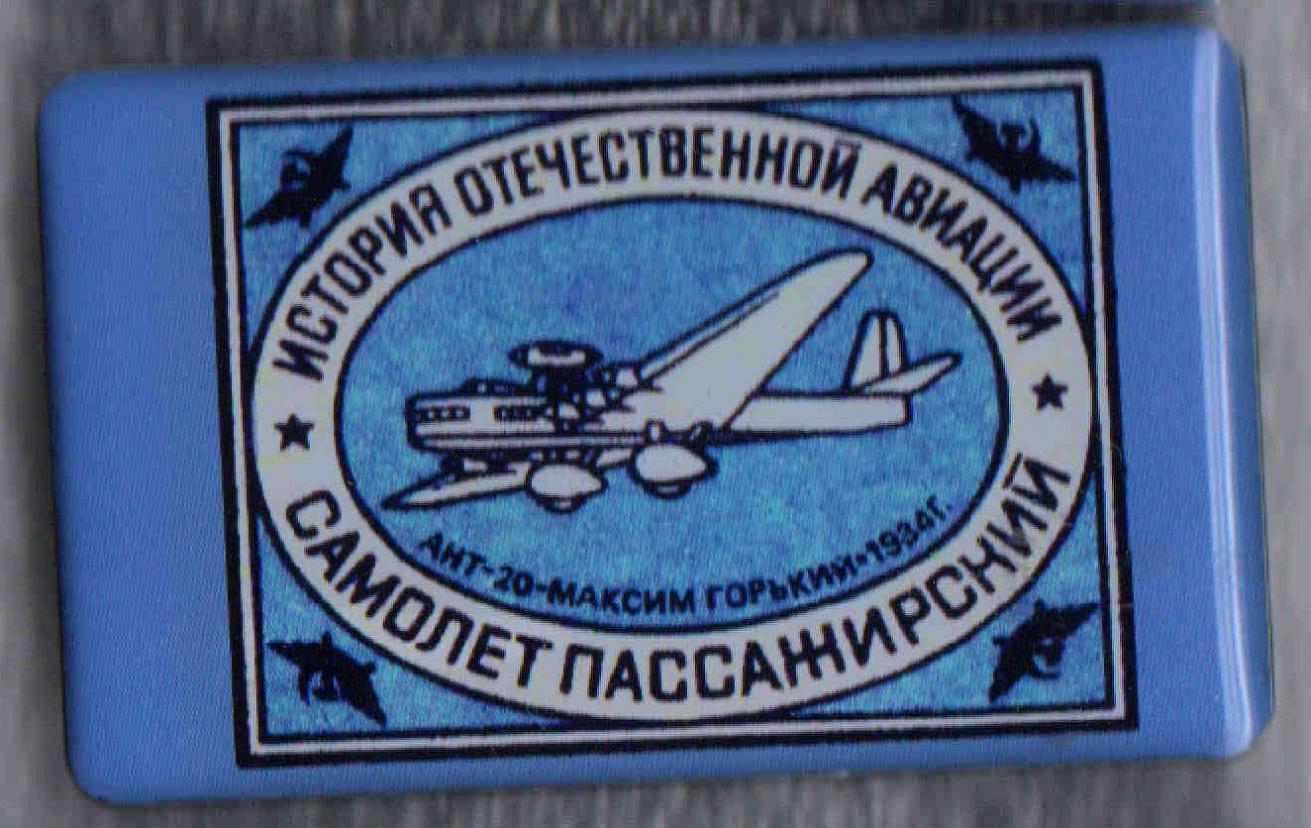 ИСТОРИЯ ОТЕЧЕСТВЕННОЙ АВИАЦИИ
АНТ-20-МАКСИМ ГОРЬКИЙ•1934Г.
САМОЛЕТ ПАССАЖИРСКИЙ